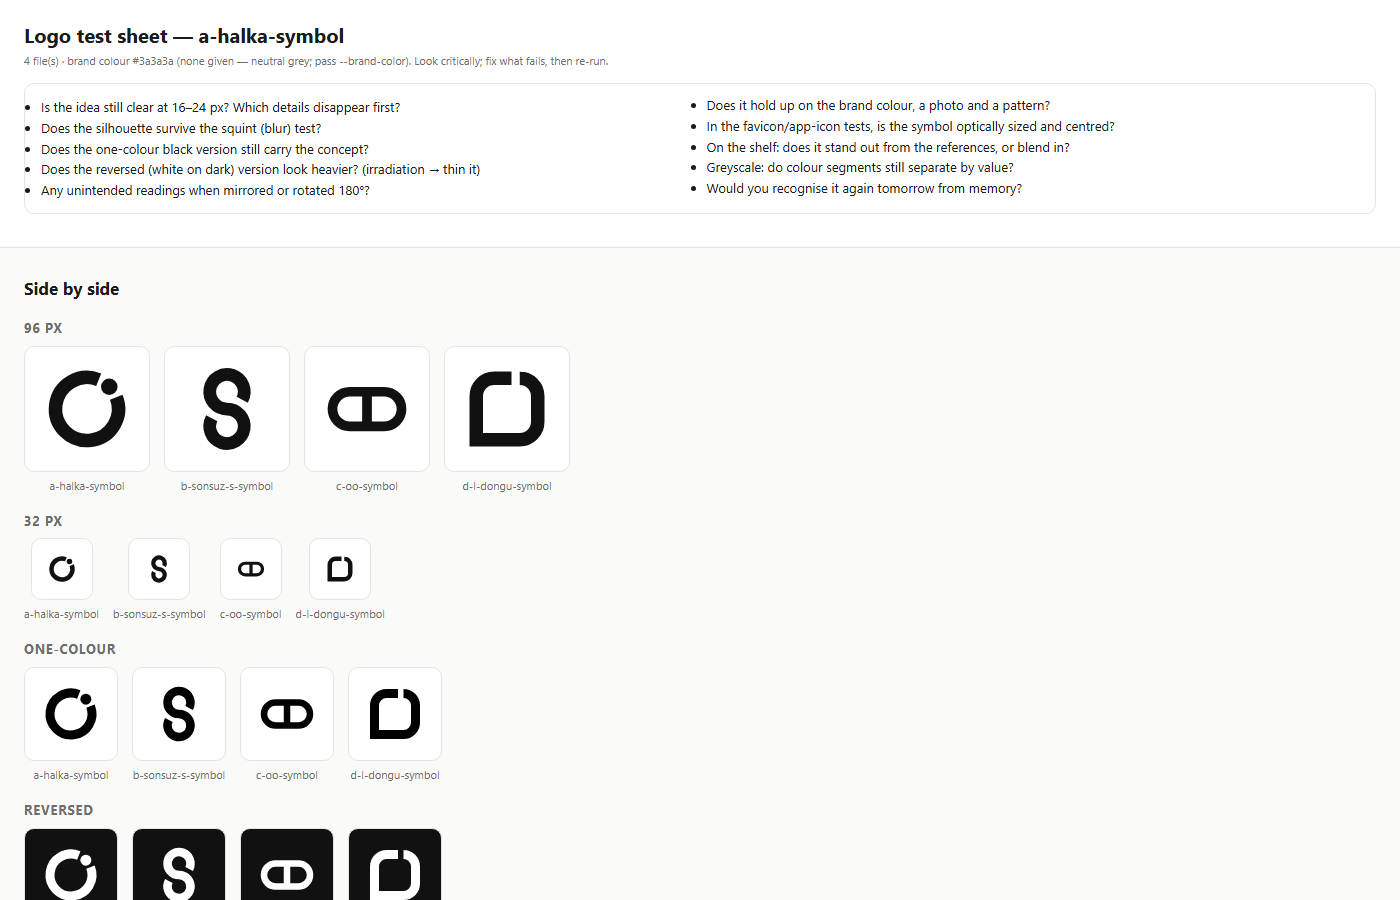 Logo test sheet — a-halka-symbol
4 file(s) · brand colour #3a3a3a (none given — neutral grey; pass --brand-color). Look critically; fix what fails, then re-run.
Is the idea still clear at 16–24 px? Which details disappear first?
Does the silhouette survive the squint (blur) test?
Does the one-colour black version still carry the concept?
Does the reversed (white on dark) version look heavier? (irradiation → thin it)
Any unintended readings when mirrored or rotated 180°?
Does it hold up on the brand colour, a photo and a pattern?
In the favicon/app-icon tests, is the symbol optically sized and centred?
On the shelf: does it stand out from the references, or blend in?
Greyscale: do colour segments still separate by value?
Would you recognise it again tomorrow from memory?
Side by side
96 PX
a-halka-symbol b-sonsuz-s-symbol c-oo-symbol d-l-dongu-symbol
32 PX
a-halka-symbol b-sonsuz-s-symbol c-oo-symbol d-l-dongu-symbol
ONE-COLOUR
a-halka-symbol b-sonsuz-s-symbol c-oo-symbol d-l-dongu-symbol
REVERSED